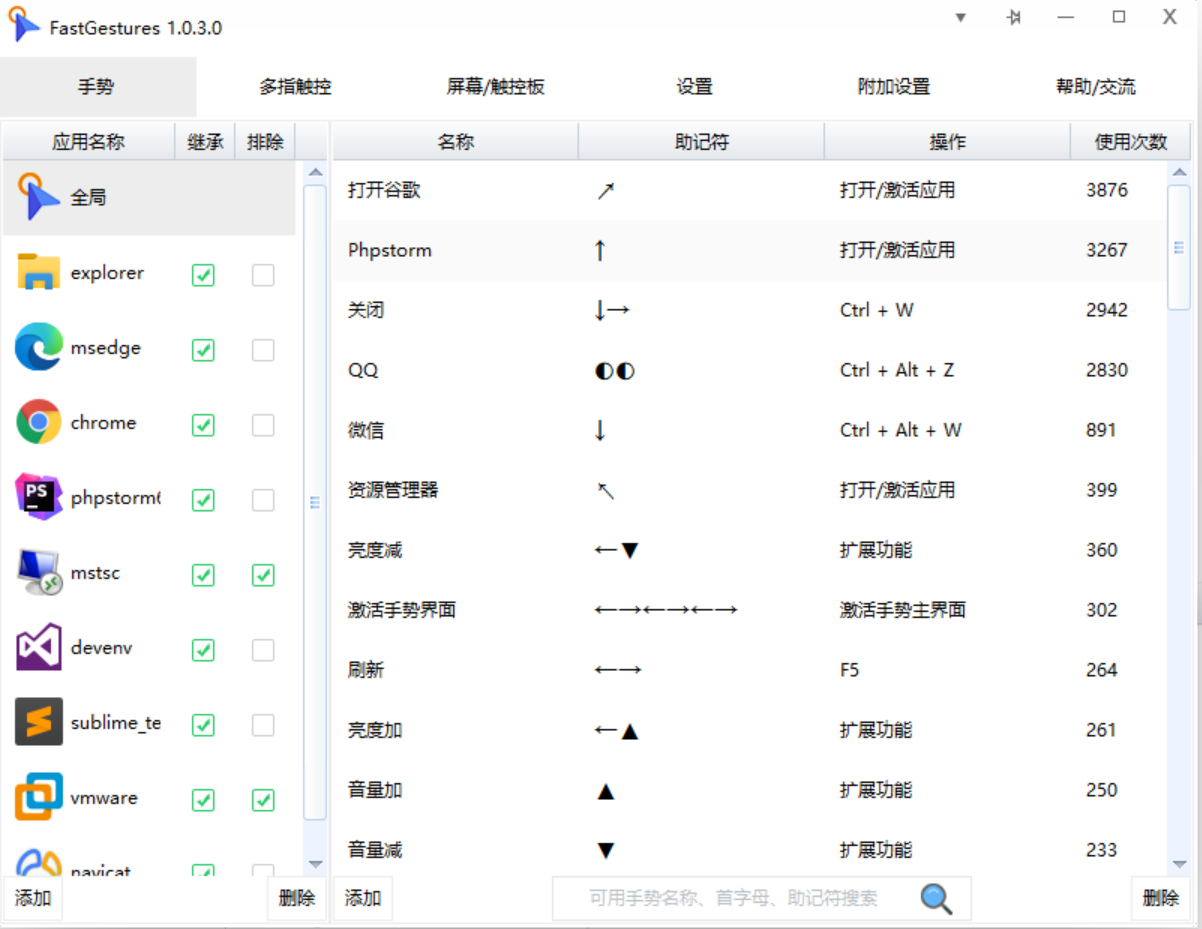 FastGestures 1.0.3.0
手势 多指触控 屏幕/触控板 设置 附加设置 帮助/交流
应用名称 继承 排除
全局
explorer
msedge
chrome
PS
phpstorm6
mstsc
devenv
sublime_te
vmware
navicat
添加 删除
名称 助记符 操作 使用次数
打开谷歌 ↗ 打开/激活应用 3876
Phpstorm ↑ 打开/激活应用 3267
关闭 ↓→ Ctrl + W 2942
QQ ◐◐ Ctrl + Alt + Z 2830
微信 ↓ Ctrl + Alt + W 891
资源管理器 ↖ 打开/激活应用 399
亮度减 ←▼ 扩展功能 360
激活手势界面 ←→←→←→ 激活手势主界面 302
刷新 ←→ F5 264
亮度加 ←▲ 扩展功能 261
音量加 ▲ 扩展功能 250
音量减 ▼ 扩展功能 233
添加 可用手势名称、首字母、助记符搜索 删除